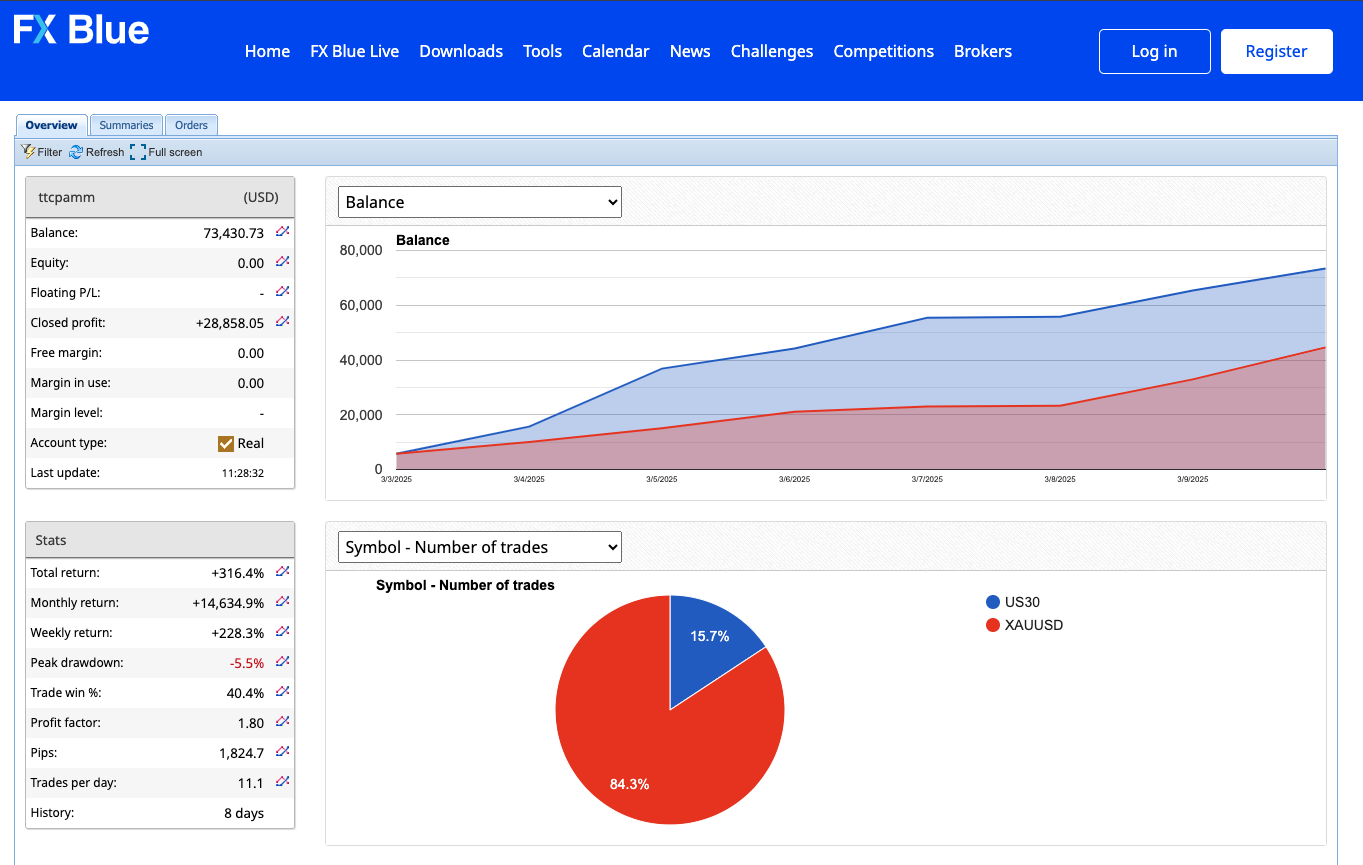 FX Blue
Home FX Blue Live Downloads Tools Calendar News Challenges Competitions Brokers Log in Register
Overview Summaries Orders
Filter Refresh Full screen
ttcpamm (USD)
Balance: 73,430.73
Equity: 0.00
Floating P/L: -
Closed profit: +28,858.05
Free margin: 0.00
Margin in use: 0.00
Margin level: -
Account type: Real
Last update: 11:28:32
Balance
Balance
80,000
60,000
40,000
20,000
0
3/3/2025 3/4/2025 3/5/2025 3/6/2025 3/7/2025 3/8/2025 3/9/2025
Stats
Total return: +316.4%
Monthly return: +14,634.9%
Weekly return: +228.3%
Peak drawdown: -5.5%
Trade win %: 40.4%
Profit factor: 1.80
Pips: 1,824.7
Trades per day: 11.1
History: 8 days
Symbol - Number of trades
Symbol - Number of trades
15.7%
84.3%
US30
XAUUSD